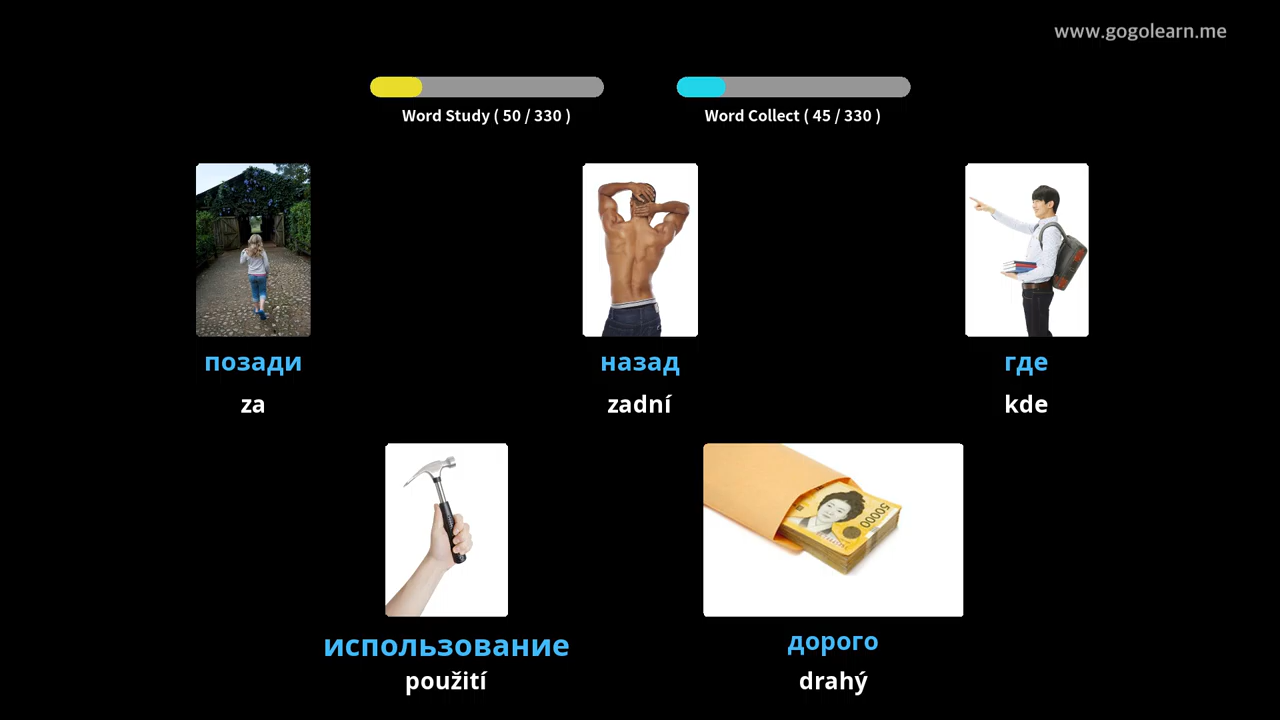 www.gogolearn.me
Word Study ( 50 / 330 )
Word Collect ( 45 / 330 )
позади
назад
где
za
zadní
kde
50000
использование
дорого
použití
drahý